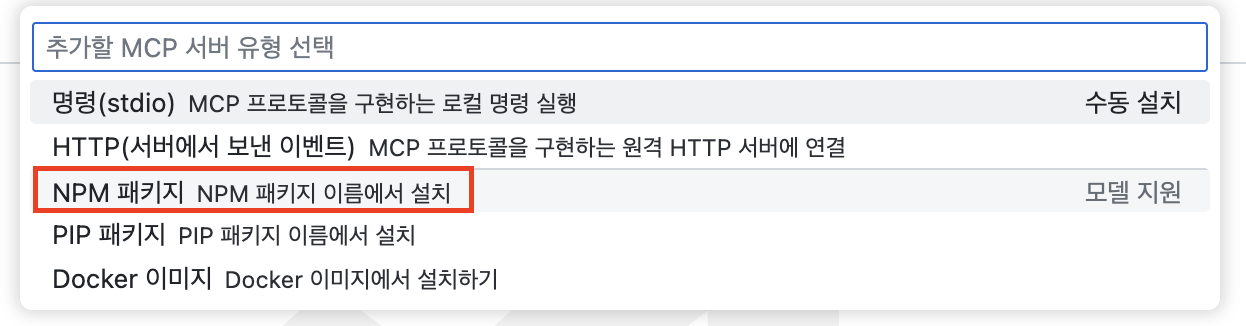 추가할 MCP 서버 유형 선택
명령(stdio) MCP 프로토콜을 구현하는 로컬 명령 실행 수동 설치
HTTP(서버에서 보낸 이벤트) MCP 프로토콜을 구현하는 원격 HTTP 서버에 연결
NPM 패키지 NPM 패키지 이름에서 설치 모델 지원
PIP 패키지 PIP 패키지 이름에서 설치
Docker 이미지 Docker 이미지에서 설치하기